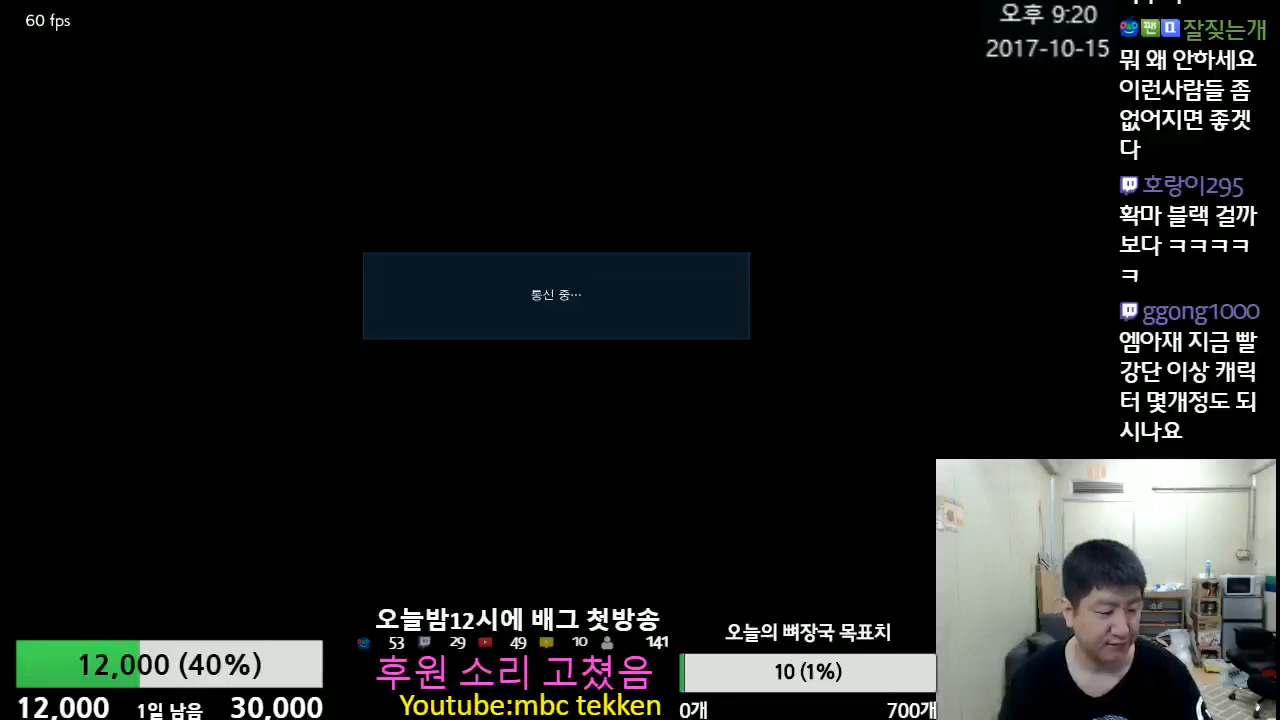 60 fps
오후 9:20
2017-10-15
팬 잘짖는개
뭐 왜 안하세요
이런사람들 좀
없어지면 좋겟
다
호랑이295
확마 블랙 걸까
보다 ㅋㅋㅋㅋ
ㅋ
ggong1000
엠아재 지금 빨
강단 이상 캐릭
터 몇개정도 되
시나요
통신 중...
오늘밤12시에 배그 첫방송
53 29 49 10 141
후원 소리 고쳤음
Youtube:mbc tekken
12,000 (40%)
12,000 1일 남음 30,000
오늘의 뼈장국 목표치
10 (1%)
0개 700개